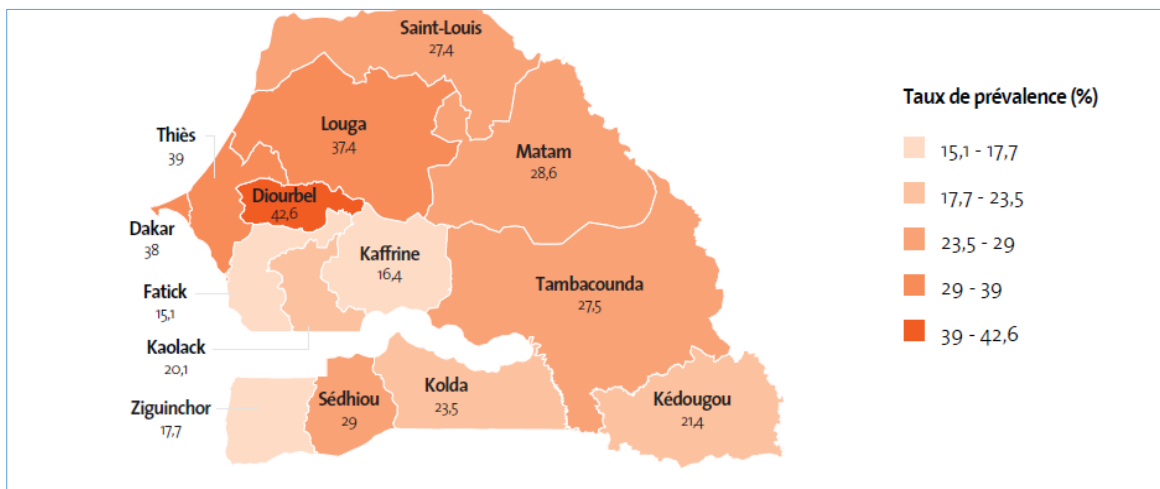 Saint-Louis
27,4
Louga
37,4
Thiès
39
Matam
28,6
Diourbel
42,6
Dakar
38
Kaffrine
16,4
Tambacounda
27,5
Fatick
15,1
Kaolack
20,1
Ziguinchor
17,7
Sédhiou
29
Kolda
23,5
Kédougou
21,4
Taux de prévalence (%)
15,1 - 17,7
17,7 - 23,5
23,5 - 29
29 - 39
39 - 42,6